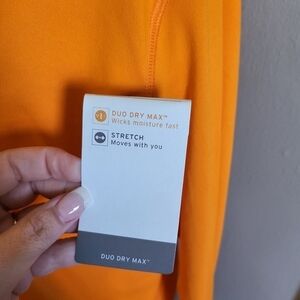 DUO DRY MAX™
Wicks moisture fast
STRETCH
Moves with you
DUO DRY MAX™